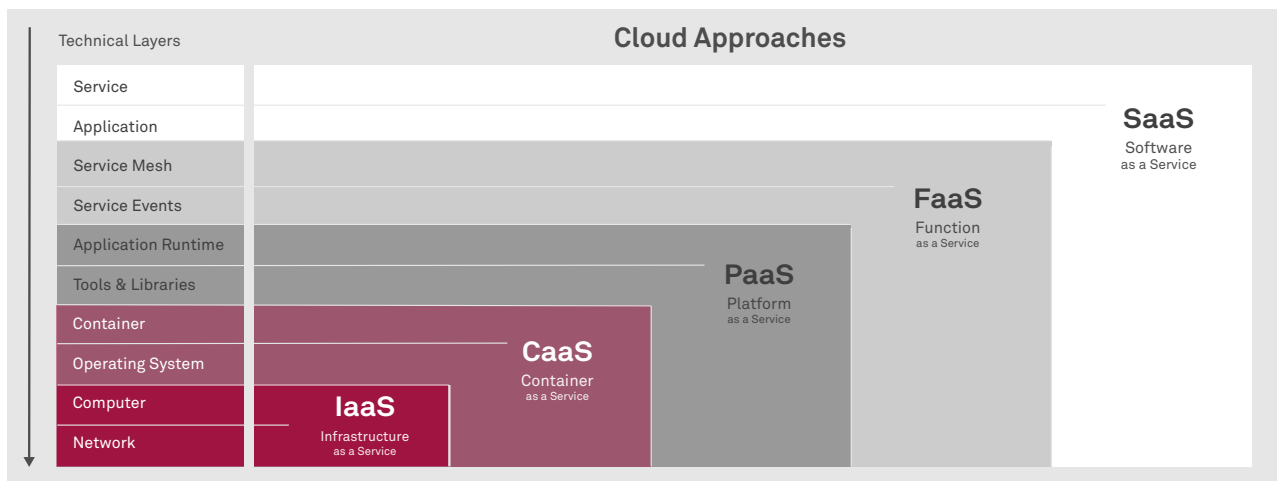 Technical Layers
Cloud Approaches
Service
Application
Service Mesh
Service Events
Application Runtime
Tools & Libraries
Container
Operating System
Computer
Network
IaaS
Infrastructure
as a Service
CaaS
Container
as a Service
PaaS
Platform
as a Service
FaaS
Function
as a Service
SaaS
Software
as a Service